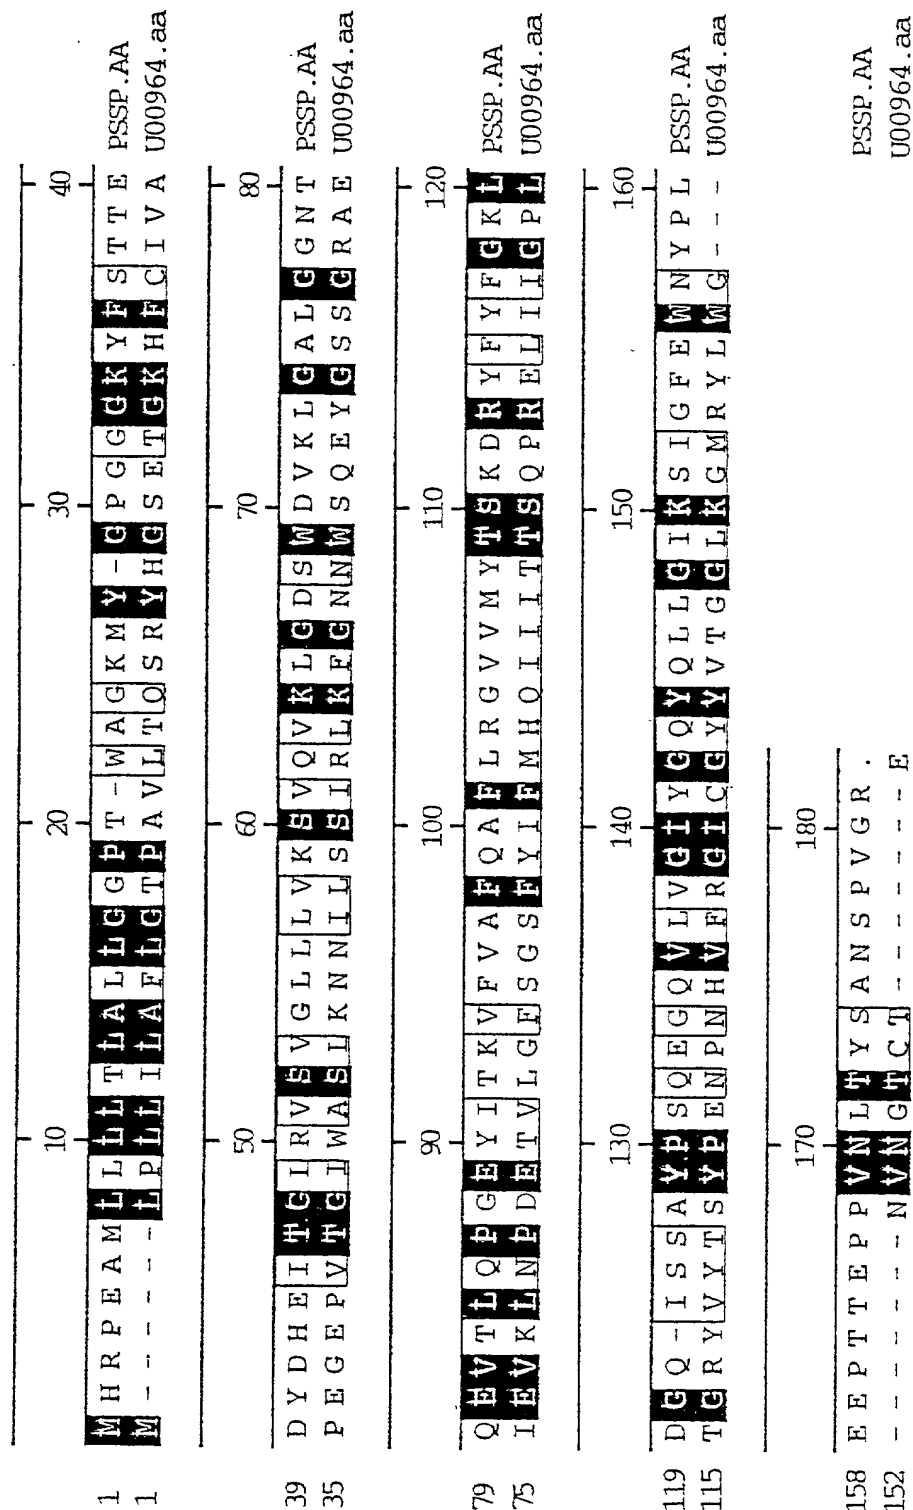 10 20 30 40
1 M H R P E A M L L L L T L A L L G G P T - W A G K M Y - G P G G G K Y F S T T E PSSP.AA
1 M - - - - - - L P L L I L A F L G T P A V L T Q S R Y H G S E T G K H F C I V A U00964.aa
50 60 70 80
39 D Y D H E I T G L R V S V G L L L V K S V Q V K L G D S W D V K L G A L G G N T PSSP.AA
35 P E G E P V T G I W A S L K N N I L S S I R L K F G N N W S Q E Y G S S G R A E U00964.aa
90 100 110 120
79 Q E V T L Q P G E Y I T K V F V A F Q A F L R G V V M Y T S K D R Y F Y F G K L PSSP.AA
75 I E V K L N P D E T V L G F S G S F Y I F M H Q I I I T T S Q P R E L I I G P L U00964.aa
130 140 150 160
119 D G Q - I S S A Y P S Q E G Q V L V G I Y G Q Y Q L L G I K S I G F E W N Y P L PSSP.AA
115 T G R Y V Y T S Y P E N P N H V F R G I C G Y Y V T G G L K G M R Y L W G - - - U00964.aa
170 180
158 E E P T T E P P V N L T Y S A N S P V G R . PSSP.AA
152 - - - - - - - N V N G T C T - - - - - - - E U00964.aa